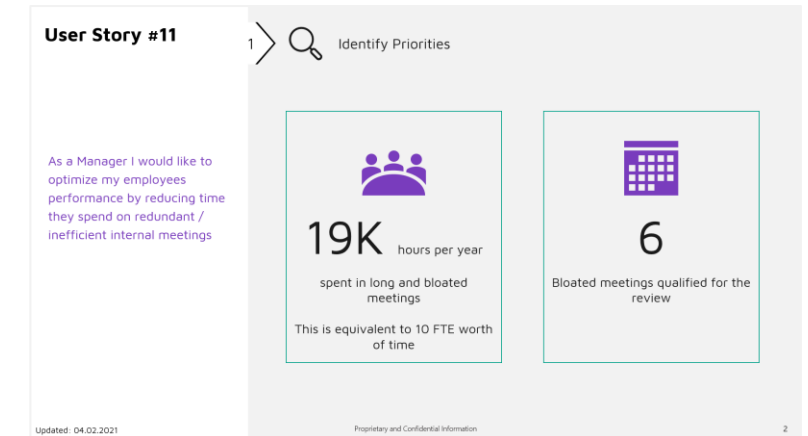 User Story #11
1
Identify Priorities
As a Manager I would like to
optimize my employees
performance by reducing time
they spend on redundant /
inefficient internal meetings
19K hours per year
spent in long and bloated
meetings
This is equivalent to 10 FTE worth
of time
6
Bloated meetings qualified for the
review
Updated: 04.02.2021
Proprietary and Confidential Information
2